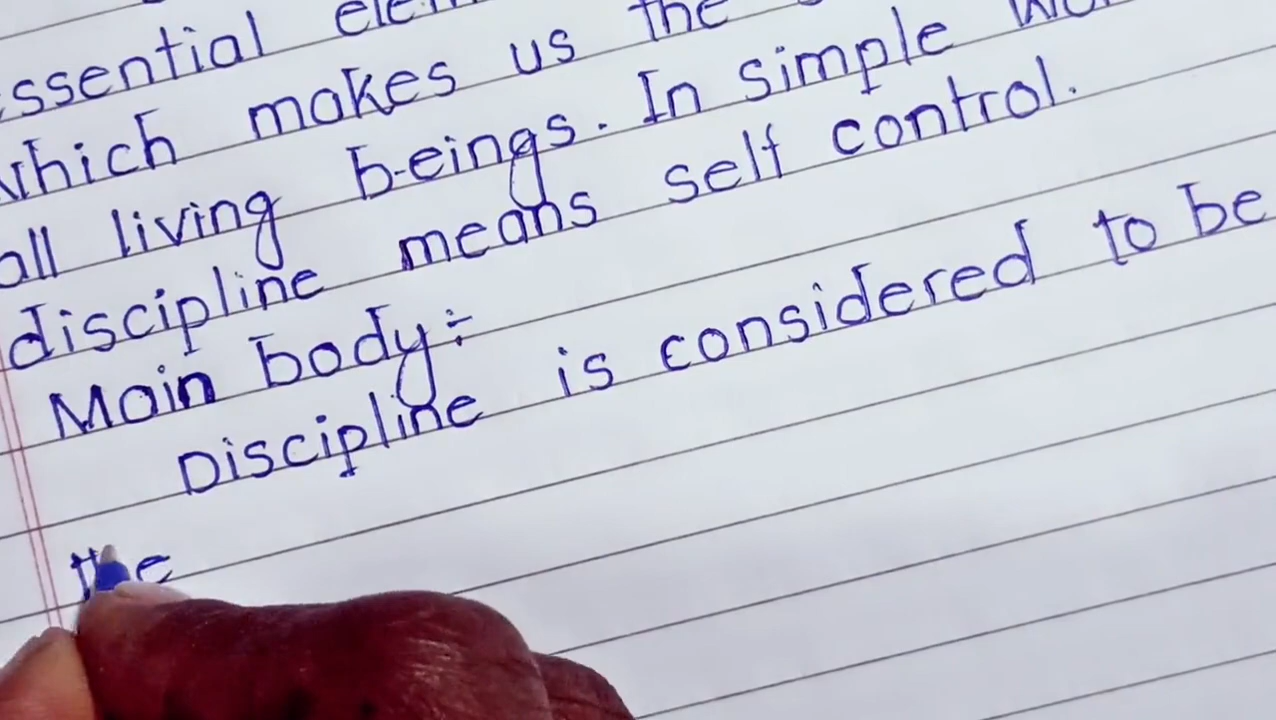 essential
which makes us the
all living beings. In simple
discipline means self control.
Main body:-
Discipline is considered to be
the